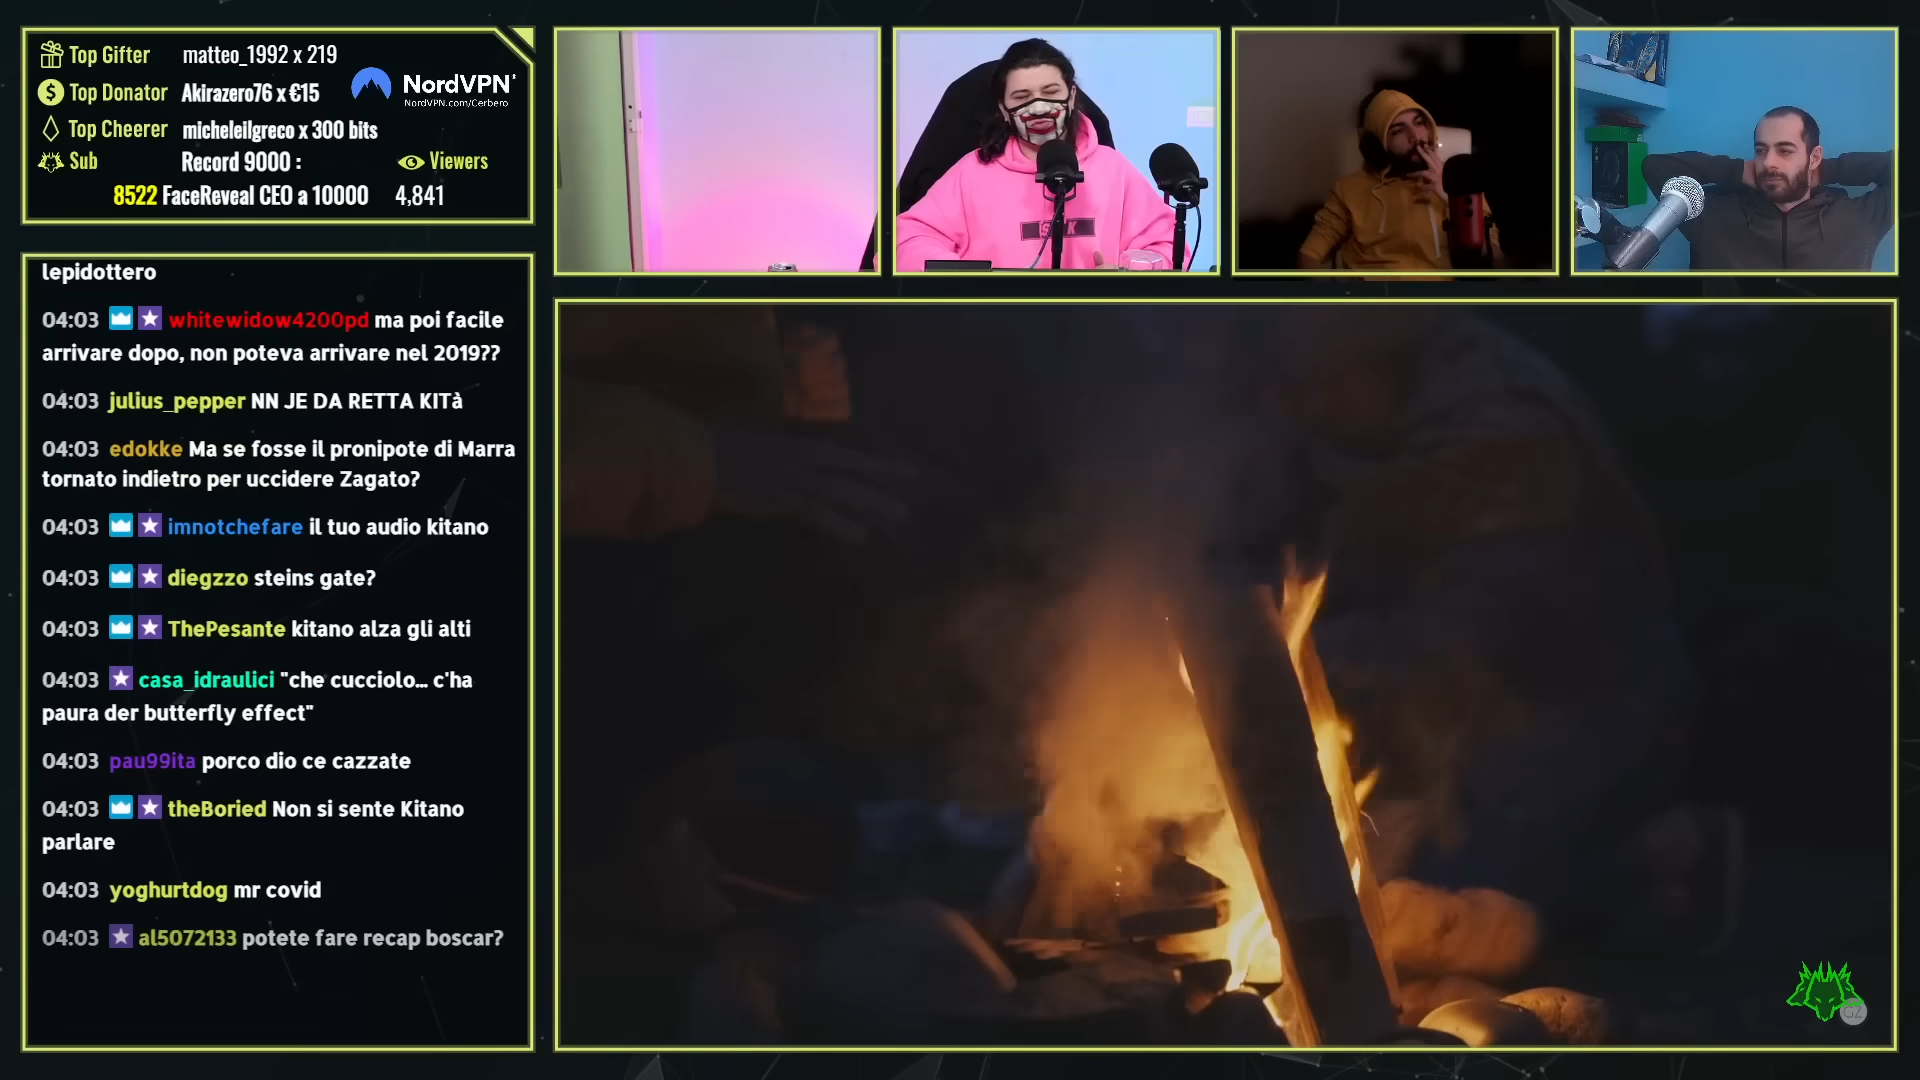 Top Gifter matteo_1992 x 219
Top Donator Akirazero76 x €15
Top Cheerer micheleilgreco x 300 bits
Sub Record 9000 : Viewers
8522 FaceReveal CEO a 10000 4,841
NordVPN'
NordVPN.com/Cerbero
lepidottero
04:03 whitewidow4200pd ma poi facile
arrivare dopo, non poteva arrivare nel 2019??
04:03 julius_pepper NN JE DA RETTA KITà
04:03 edokke Ma se fosse il pronipote di Marra
tornato indietro per uccidere Zagato?
04:03 imnotchefare il tuo audio kitano
04:03 diegzzo steins gate?
04:03 ThePesante kitano alza gli alti
04:03 casa_idraulici "che cucciolo... c'ha
paura der butterfly effect"
04:03 pau99ita porco dio ce cazzate
04:03 theBoried Non si sente Kitano
parlare
04:03 yoghurtdog mr covid
04:03 al5072133 potete fare recap boscar?
GZ